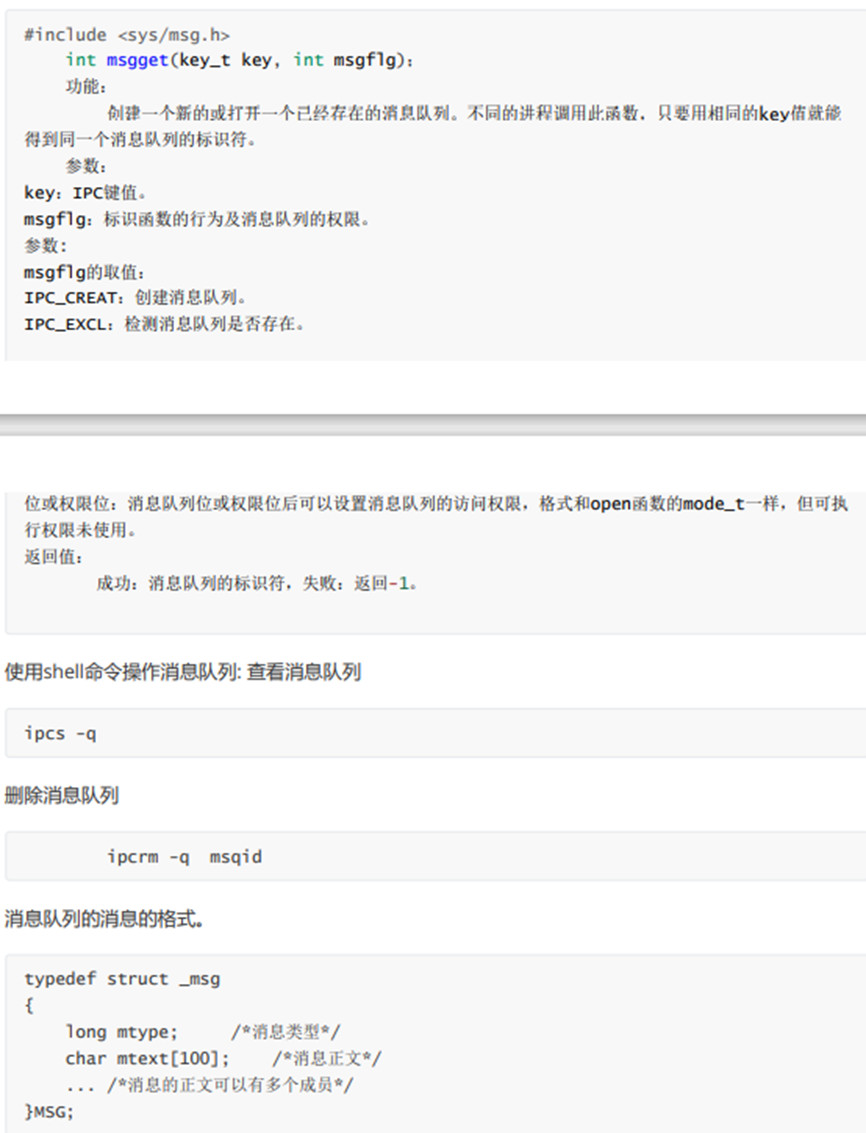 #include <sys/msg.h>
int msgget(key_t key, int msgflg);
功能：
创建一个新的或打开一个已经存在的消息队列。不同的进程调用此函数，只要用相同的key值就能
得到同一个消息队列的标识符。
参数：
key：IPC键值。
msgflg：标识函数的行为及消息队列的权限。
参数：
msgflg的取值：
IPC_CREAT：创建消息队列。
IPC_EXCL：检测消息队列是否存在。
位或权限位：消息队列位或权限位后可以设置消息队列的访问权限，格式和open函数的mode_t一样，但可执
行权限未使用。
返回值：
成功：消息队列的标识符，失败：返回-1。
使用shell命令操作消息队列: 查看消息队列
ipcs -q
删除消息队列
ipcrm -q msqid
消息队列的消息的格式。
typedef struct _msg
{
long mtype; /*消息类型*/
char mtext[100]; /*消息正文*/
... /*消息的正文可以有多个成员*/
}MSG;